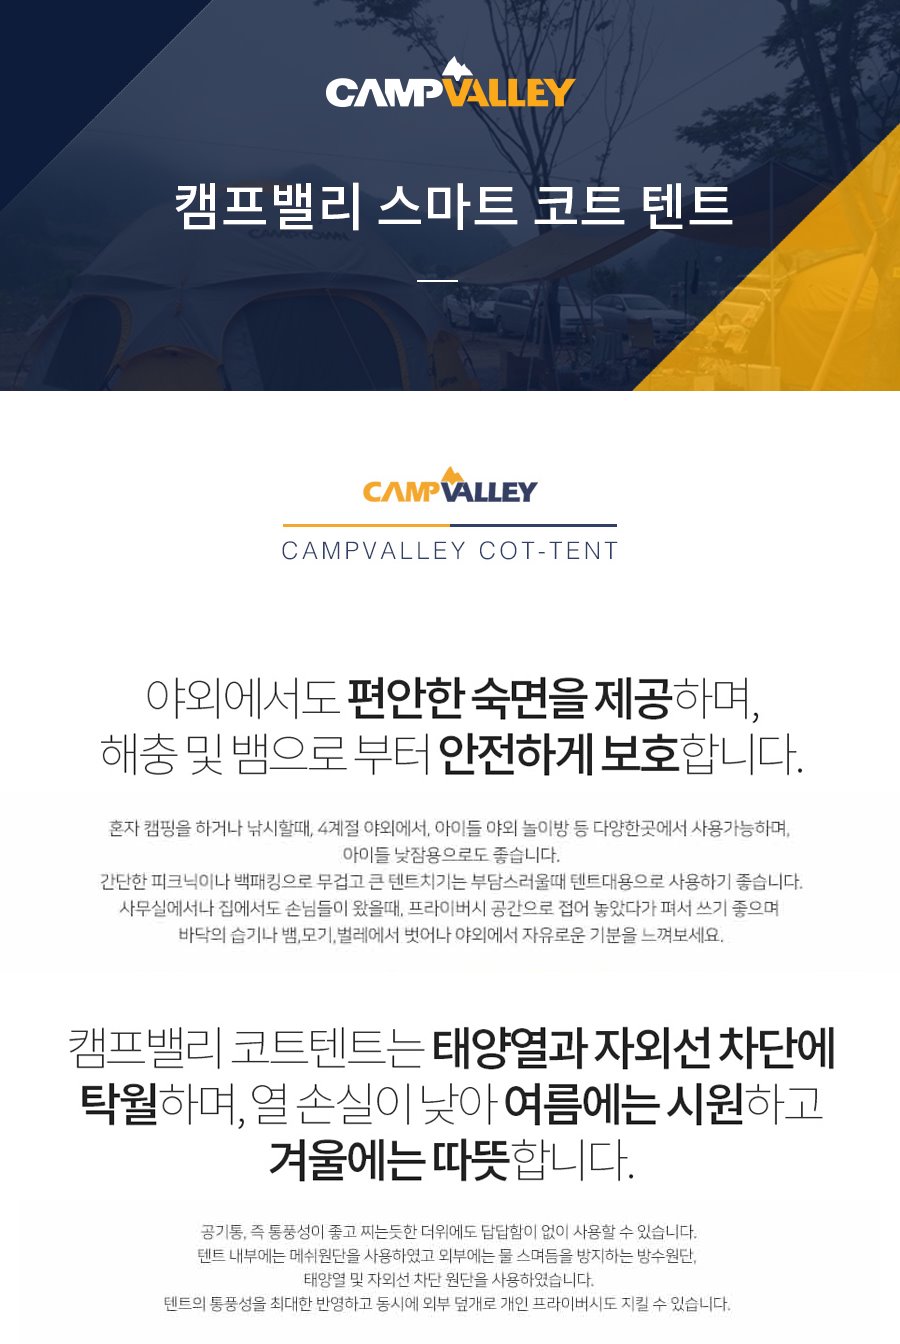 CAMPVALLEY
캠프밸리 스마트 코트 텐트
CAMPVALLEY
CAMPVALLEY COT-TENT
야외에서도 편안한 숙면을 제공하며,
해충 및 뱀으로 부터 안전하게 보호합니다.
혼자 캠핑을 하거나 낚시할때, 4계절 야외에서, 아이들 야외 놀이방 등 다양한곳에서 사용가능하며,
아이들 낮잠용으로도 좋습니다.
간단한 피크닉이나 백패킹으로 무겁고 큰 텐트치기는 부담스러울때 텐트대용으로 사용하기 좋습니다.
사무실에서나 집에서도 손님들이 왔을때, 프라이버시 공간으로 접어 놓았다가 펴서 쓰기 좋으며
바닥의 습기나 뱀,모기,벌레에서 벗어나 야외에서 자유로운 기분을 느껴보세요.
캠프밸리 코트텐트는 태양열과 자외선 차단에
탁월하며, 열 손실이 낮아 여름에는 시원하고
겨울에는 따뜻합니다.
공기통, 즉 통풍성이 좋고 찌는듯한 더위에도 답답함이 없이 사용할 수 있습니다.
텐트 내부에는 메쉬원단을 사용하였고 외부에는 물 스며듬을 방지하는 방수원단,
태양열 및 자외선 차단 원단을 사용하였습니다.
텐트의 통풍성을 최대한 반영하고 동시에 외부 덮개로 개인 프라이버시도 지킬 수 있습니다.